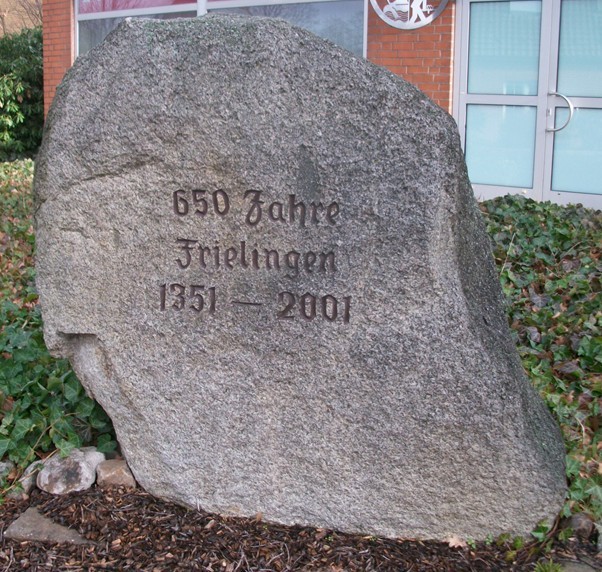 650 Jahre
Frielingen
1351 – 2001